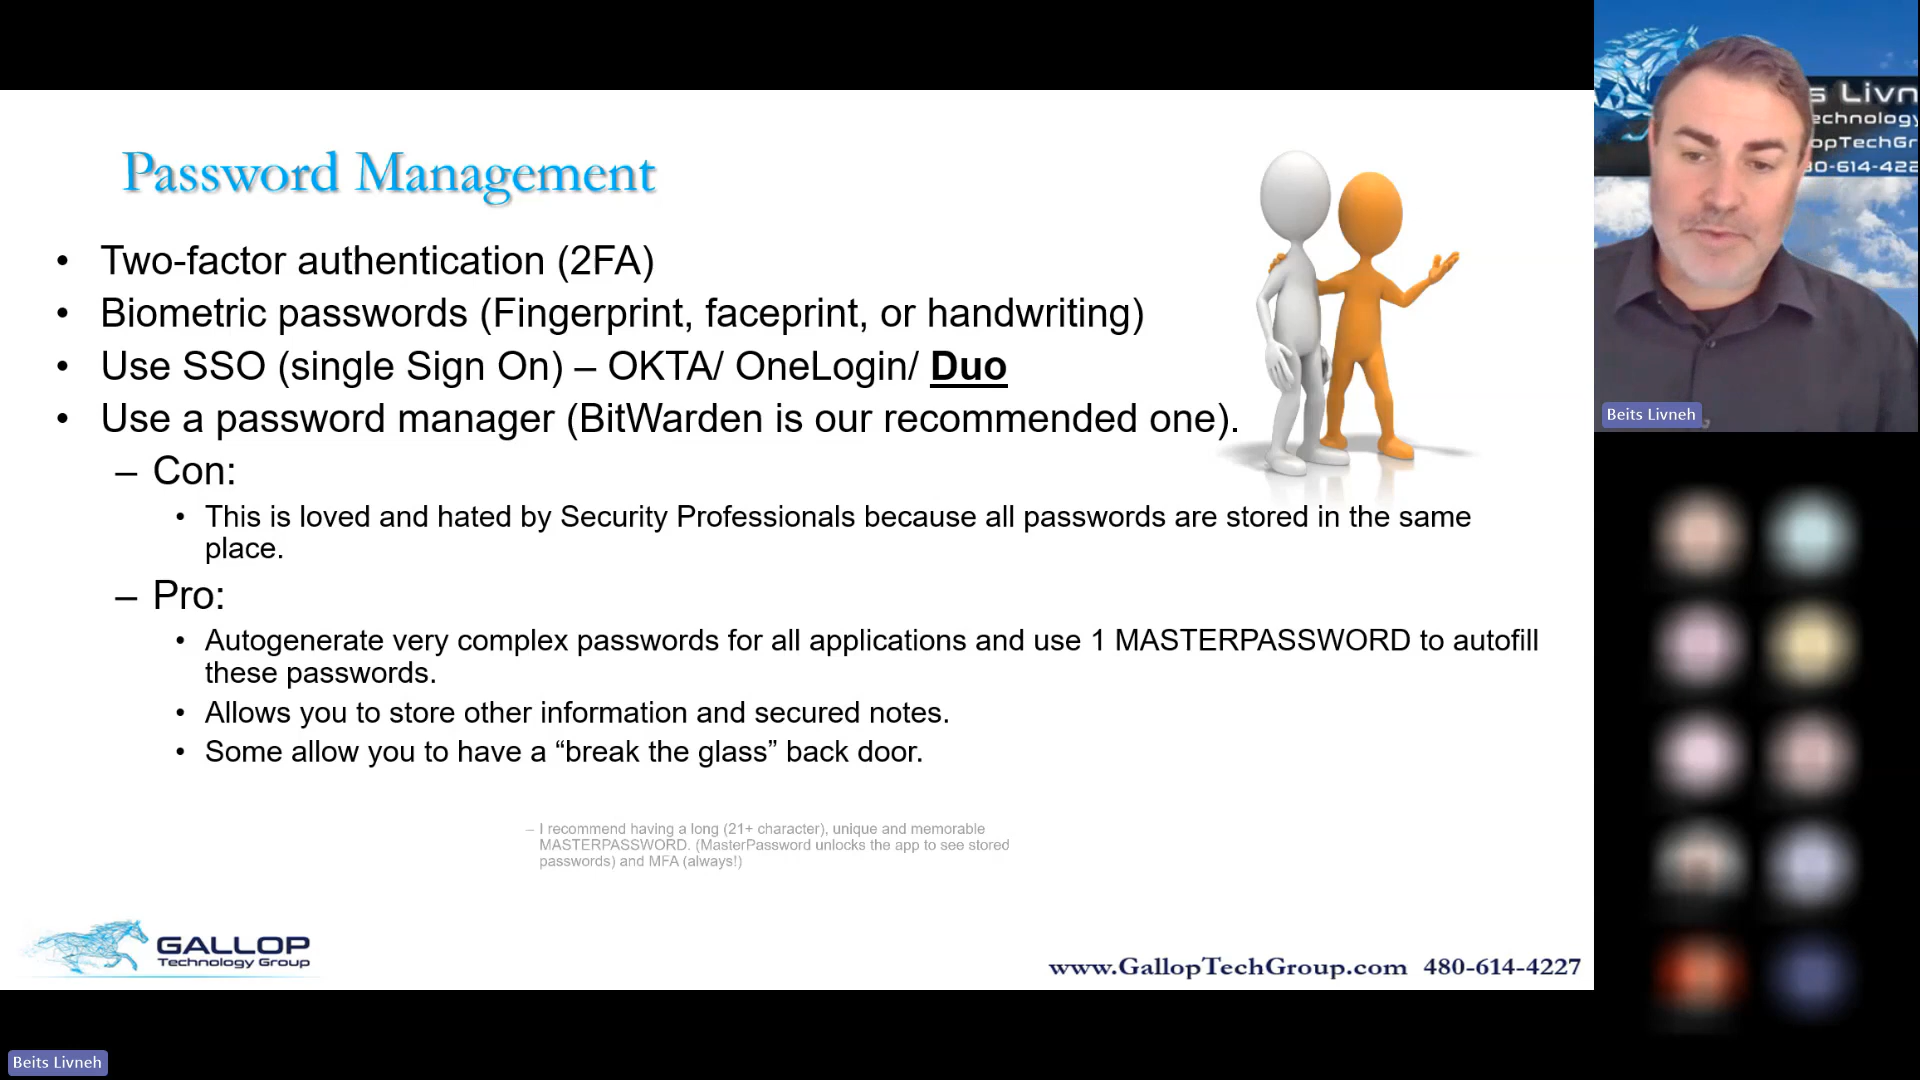 Password Management
• Two-factor authentication (2FA)
• Biometric passwords (Fingerprint, faceprint, or handwriting)
• Use SSO (single Sign On) – OKTA/ OneLogin/ Duo
• Use a password manager (BitWarden is our recommended one).
– Con:
• This is loved and hated by Security Professionals because all passwords are stored in the same
place.
– Pro:
• Autogenerate very complex passwords for all applications and use 1 MASTERPASSWORD to autofill
these passwords.
• Allows you to store other information and secured notes.
• Some allow you to have a “break the glass” back door.
– I recommend having a long (21+ character), unique and memorable
MASTERPASSWORD. (MasterPassword unlocks the app to see stored
passwords) and MFA (always!)
GALLOP
Technology Group
www.GallopTechGroup.com 480-614-4227
s Livn
echnology
opTechGr
0-614-422
Beits Livneh
Beits Livneh